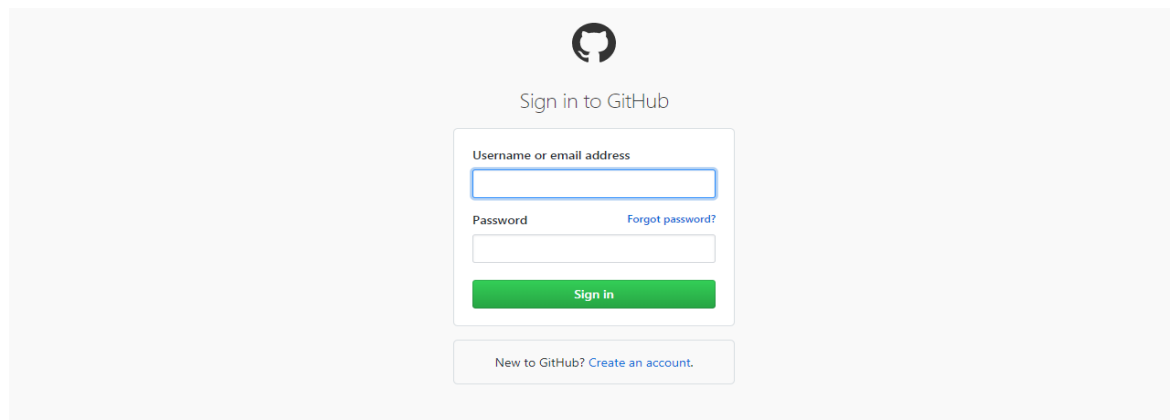 Sign in to GitHub
Username or email address
Password Forgot password?
Sign in
New to GitHub? Create an account.